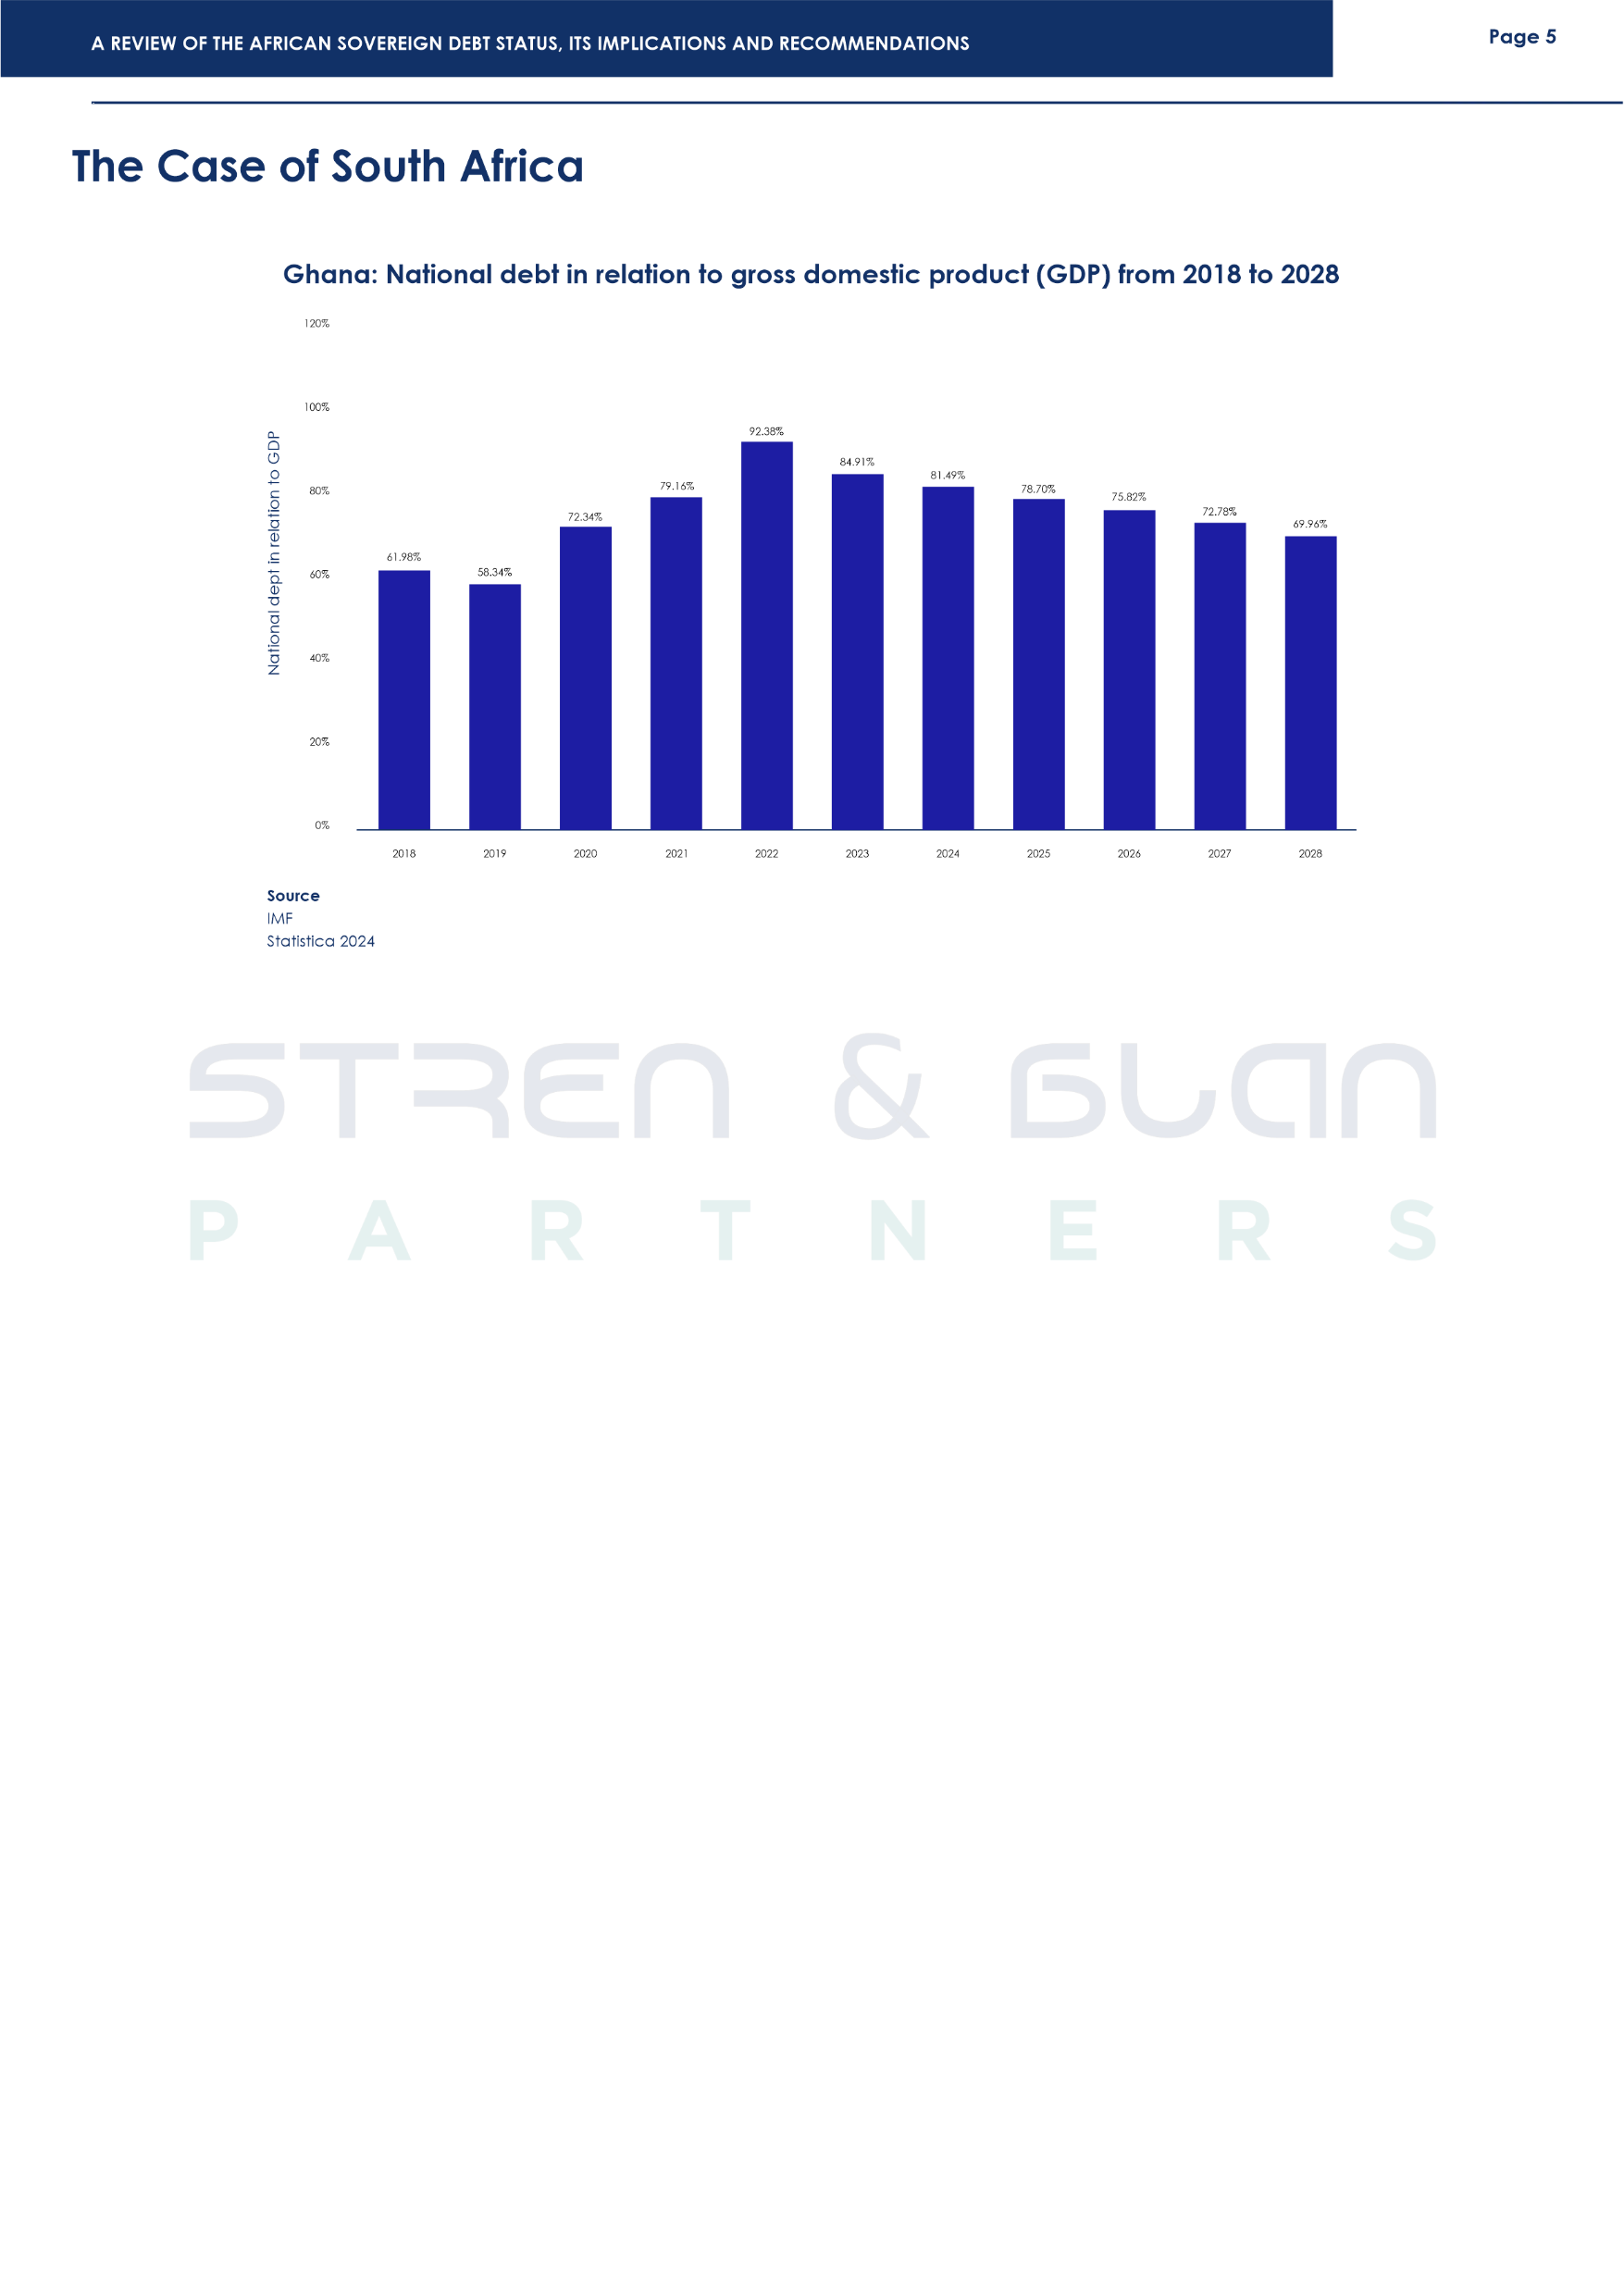 A REVIEW OF THE AFRICAN SOVEREIGN DEBT STATUS, ITS IMPLICATIONS AND RECOMMENDATIONS
Page 5
The Case of South Africa
Ghana: National debt in relation to gross domestic product (GDP) from 2018 to 2028
National dept in relation to GDP
120%
100%
80%
60%
40%
20%
0%
61.98%
58.34%
72.34%
79.16%
92.38%
84.91%
81.49%
78.70%
75.82%
72.78%
69.96%
2018
2019
2020
2021
2022
2023
2024
2025
2026
2027
2028
Source
IMF
Statistica 2024
STREN & BLAN
PARTNERS